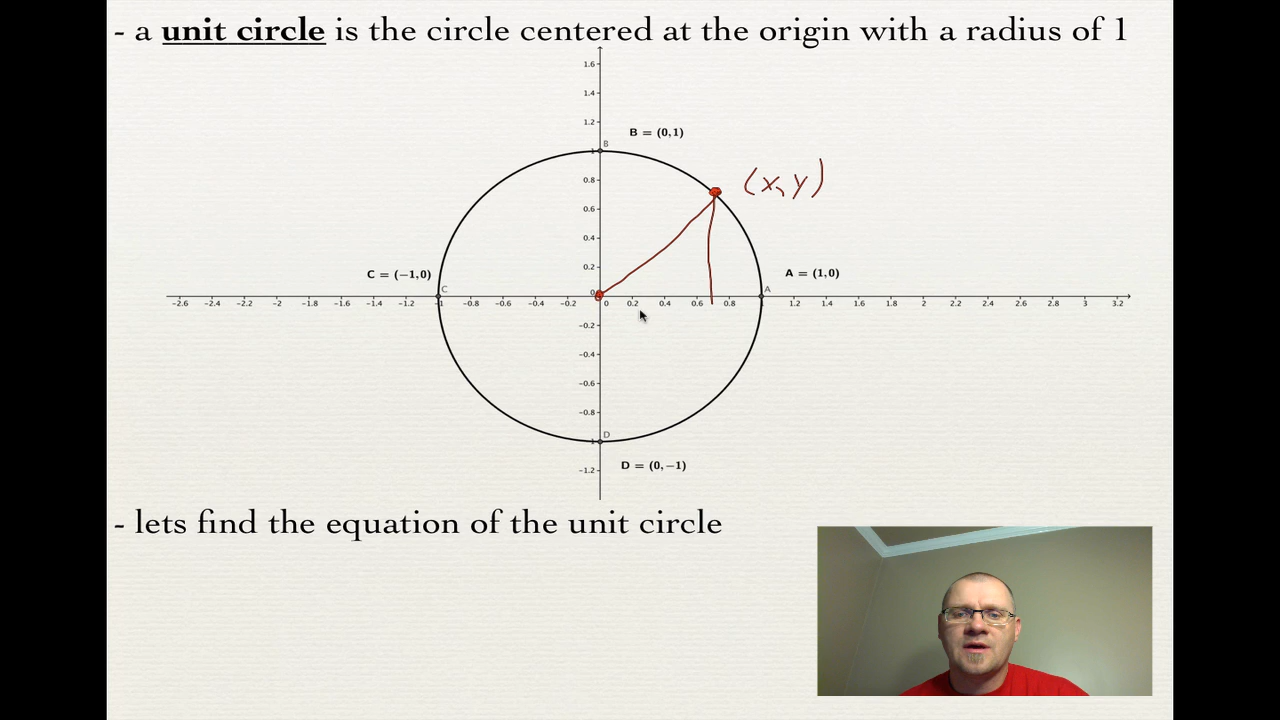 - a unit circle is the circle centered at the origin with a radius of 1
1.6
1.4
1.2
B = (0,1)
B
1
(x,y)
0.8
0.6
0.4
0.2
C = (−1,0)
A = (1,0)
C
0
A
−2.6 −2.4 −2.2 −2 −1.8 −1.6 −1.4 −1.2 −1 −0.8 −0.6 −0.4 −0.2 0 0.2 0.4 0.6 0.8 1 1.2 1.4 1.6 1.8 2 2.2 2.4 2.6 2.8 3 3.2
−0.2
−0.4
−0.6
−0.8
D
−1
D = (0,−1)
−1.2
- lets find the equation of the unit circle